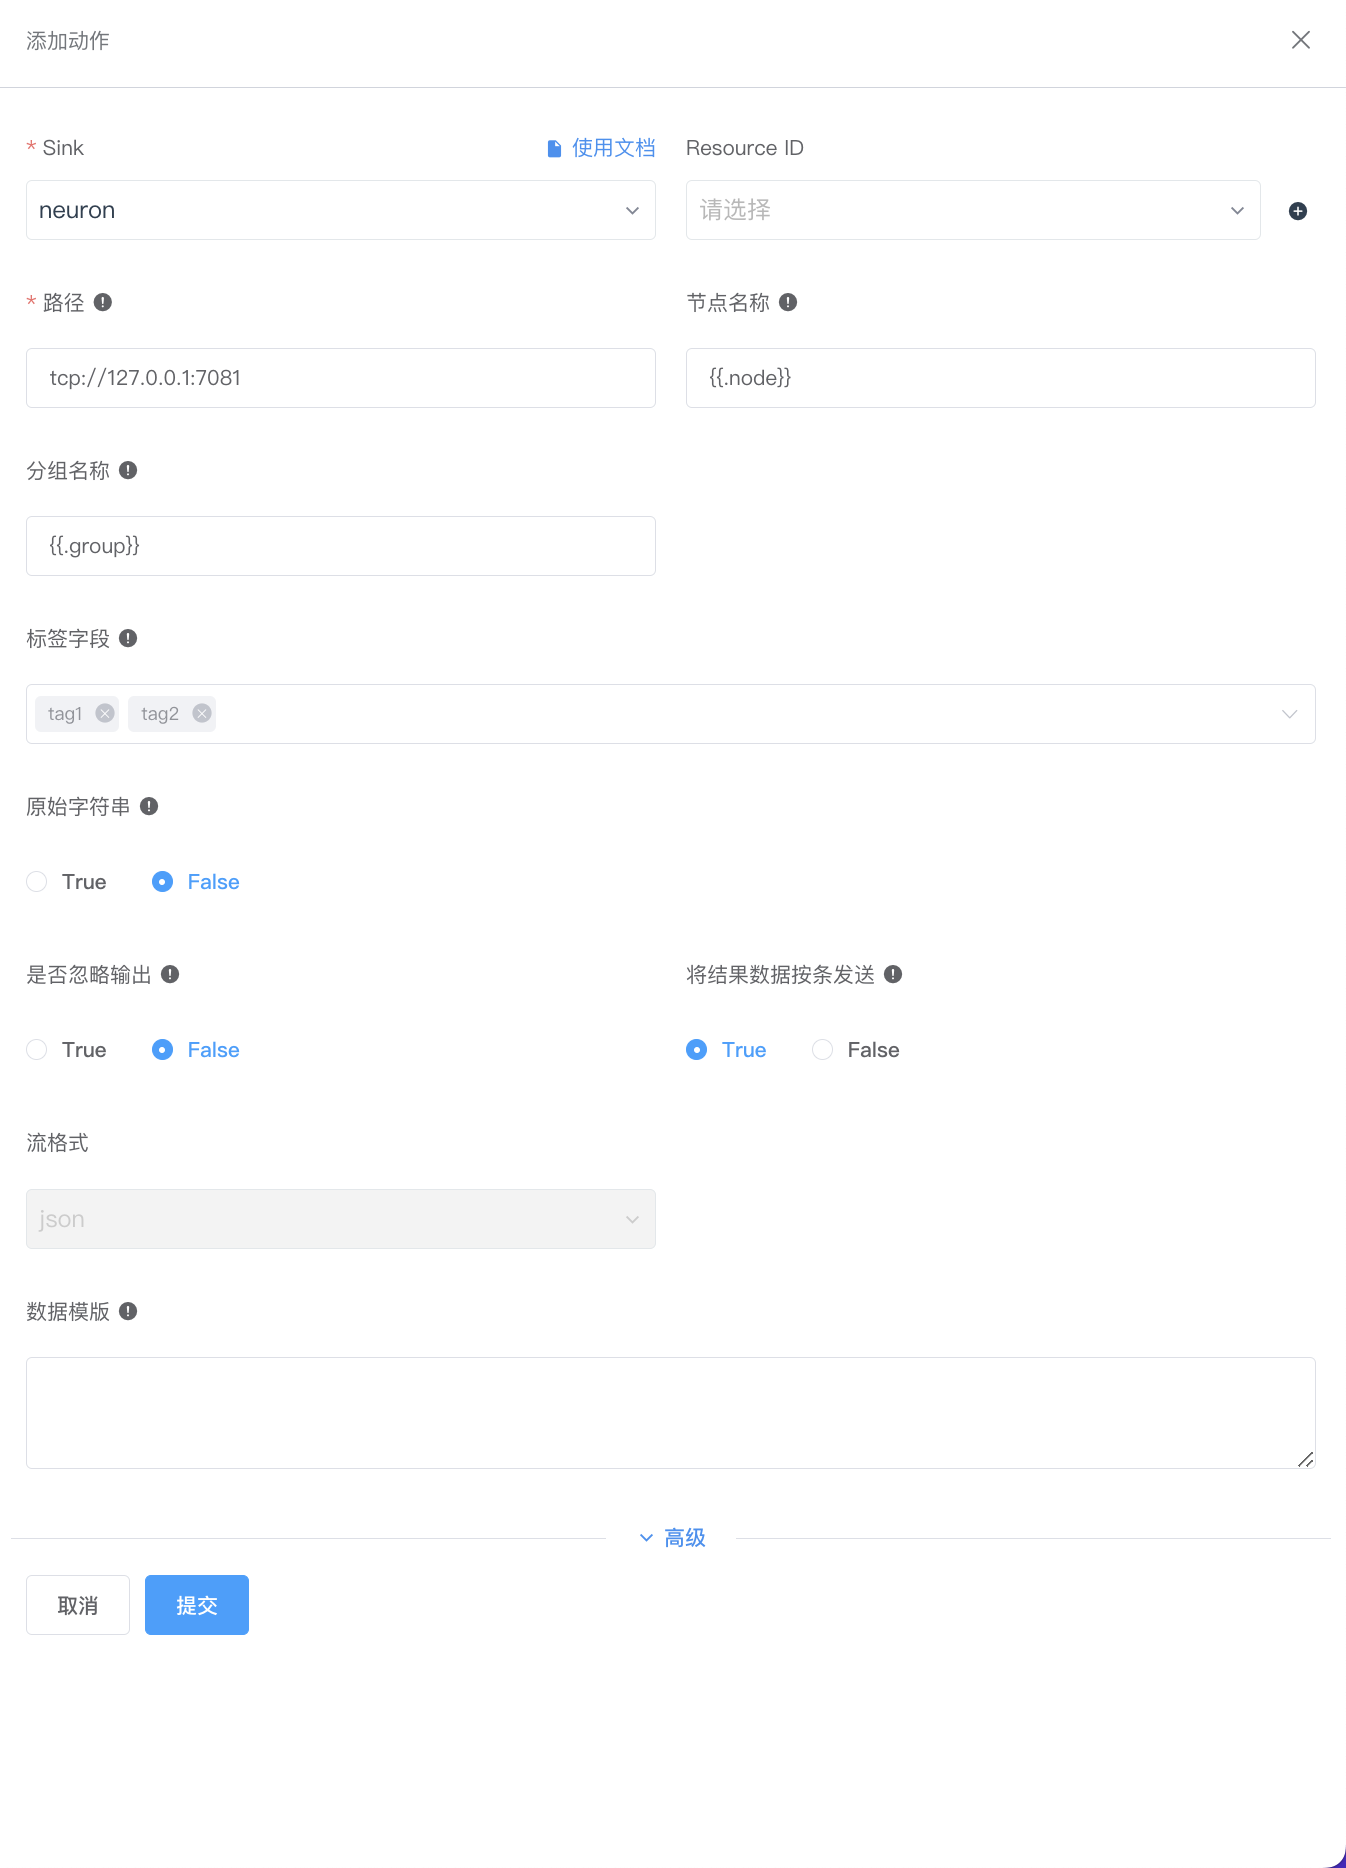 添加动作
* Sink
使用文档
Resource ID
neuron
请选择
* 路径
节点名称
tcp://127.0.0.1:7081
{{.node}}
分组名称
{{.group}}
标签字段
tag1 tag2
原始字符串
True False
是否忽略输出
将结果数据按条发送
True False
True False
流格式
json
数据模版
高级
取消 提交